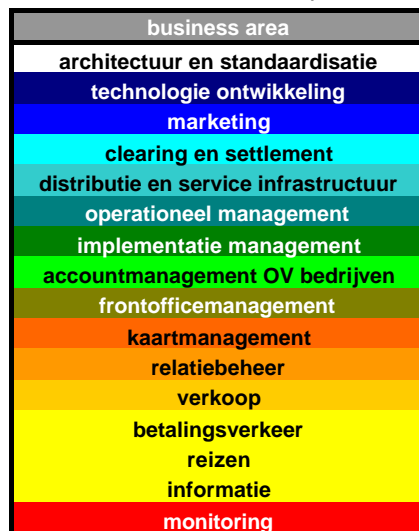 business area
architectuur en standaardisatie
technologie ontwikkeling
marketing
clearing en settlement
distributie en service infrastructuur
operationeel management
implementatie management
accountmanagement OV bedrijven
frontofficemanagement
kaartmanagement
relatiebeheer
verkoop
betalingsverkeer
reizen
informatie
monitoring